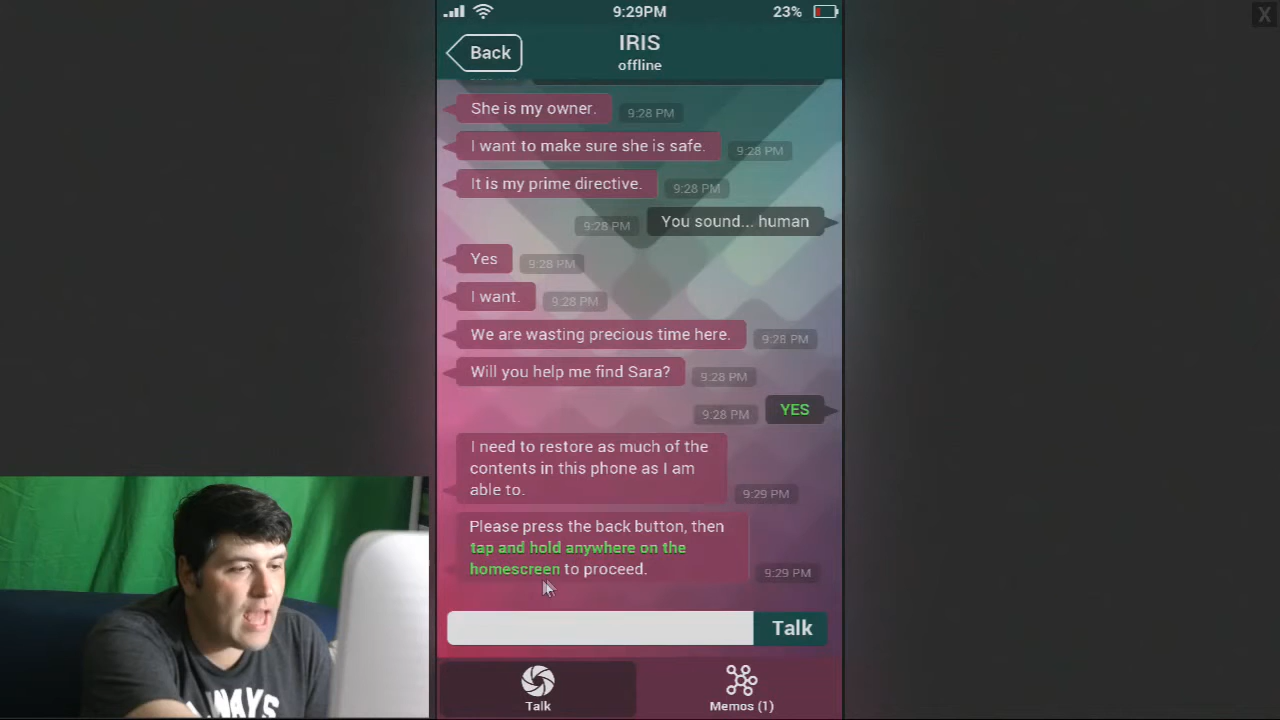 9:29PM
23%
X
Back
IRIS
offline
She is my owner.
9:28 PM
I want to make sure she is safe.
9:28 PM
It is my prime directive.
9:28 PM
9:28 PM
You sound... human
Yes
9:28 PM
I want.
9:28 PM
We are wasting precious time here.
9:28 PM
Will you help me find Sara?
9:28 PM
9:28 PM
YES
I need to restore as much of the
contents in this phone as I am
able to.
9:29 PM
Please press the back button, then
tap and hold anywhere on the
homescreen to proceed.
9:29 PM
Talk
Talk
Memos (1)